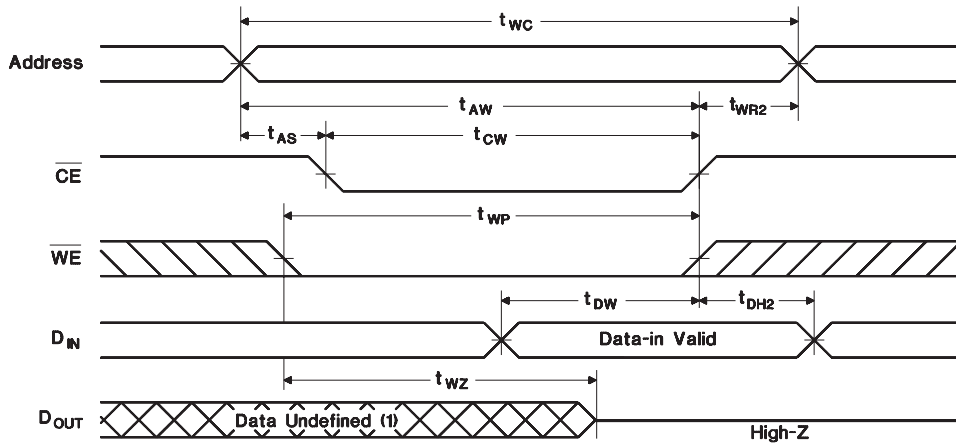 tWC
Address
tAW
tWR2
tAS
tCW
CE
tWP
WE
tDW
tDH2
DIN
Data-in Valid
tWZ
DOUT
Data Undefined (1)
High-Z